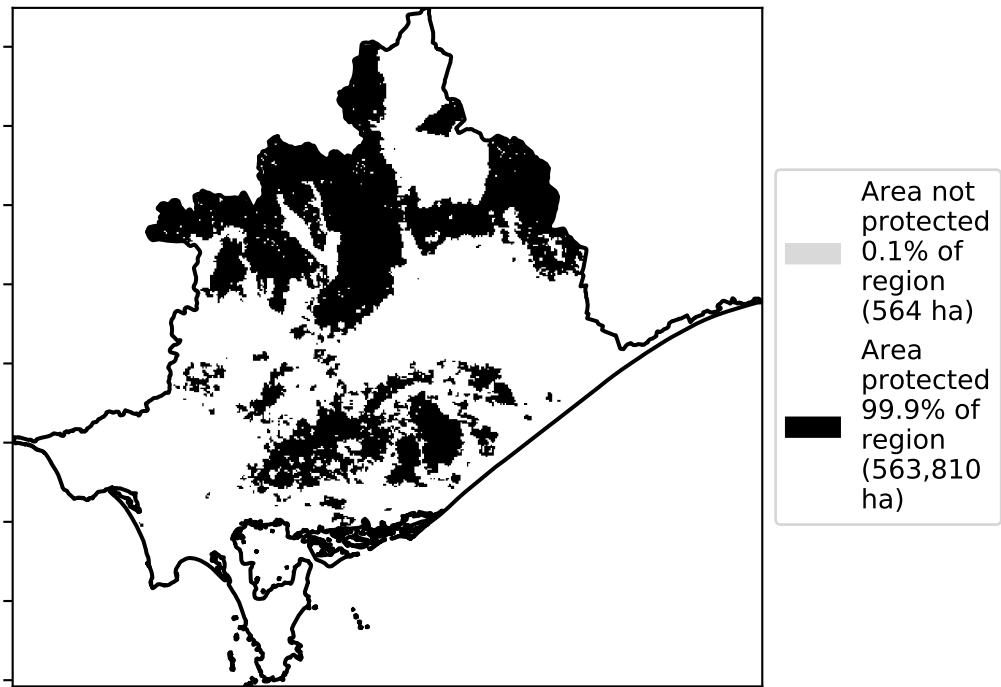 Area not
protected
0.1% of
region
(564 ha)
Area
protected
99.9% of
region
(563,810
ha)